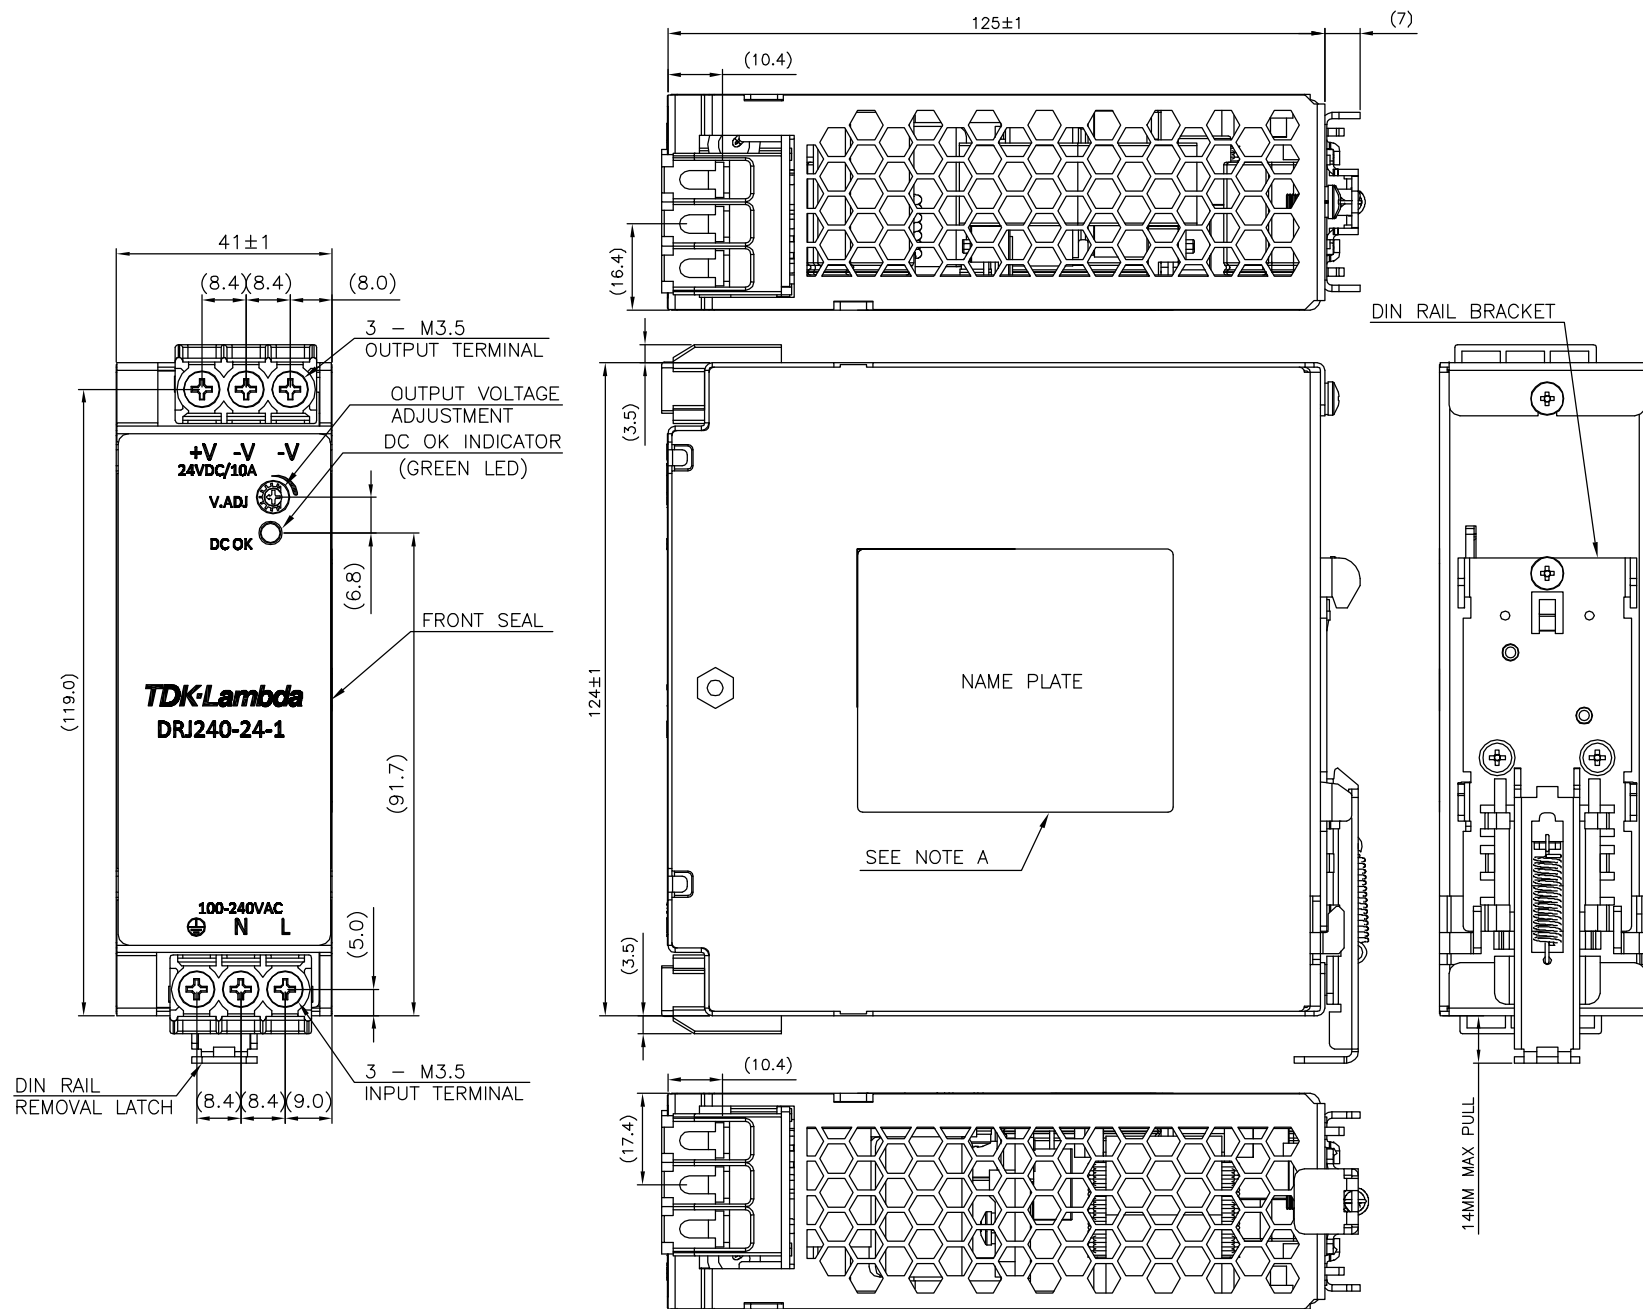 125±1
(7)
(10.4)
(16.4)
41±1
(8.4)
(8.4)
(8.0)
3 - M3.5
OUTPUT TERMINAL
OUTPUT VOLTAGE
ADJUSTMENT
DC OK INDICATOR
(GREEN LED)
+V -V -V
24VDC/10A
V.ADJ
DC OK
(6.8)
FRONT SEAL
(119.0)
TDK·Lambda
DRJ240-24-1
(91.7)
100-240VAC
N L
(5.0)
3 - M3.5
INPUT TERMINAL
DIN RAIL
REMOVAL LATCH
(8.4)
(8.4)
(9.0)
(3.5)
124±1
NAME PLATE
SEE NOTE A
(3.5)
DIN RAIL BRACKET
14MM MAX PULL
(10.4)
(17.4)